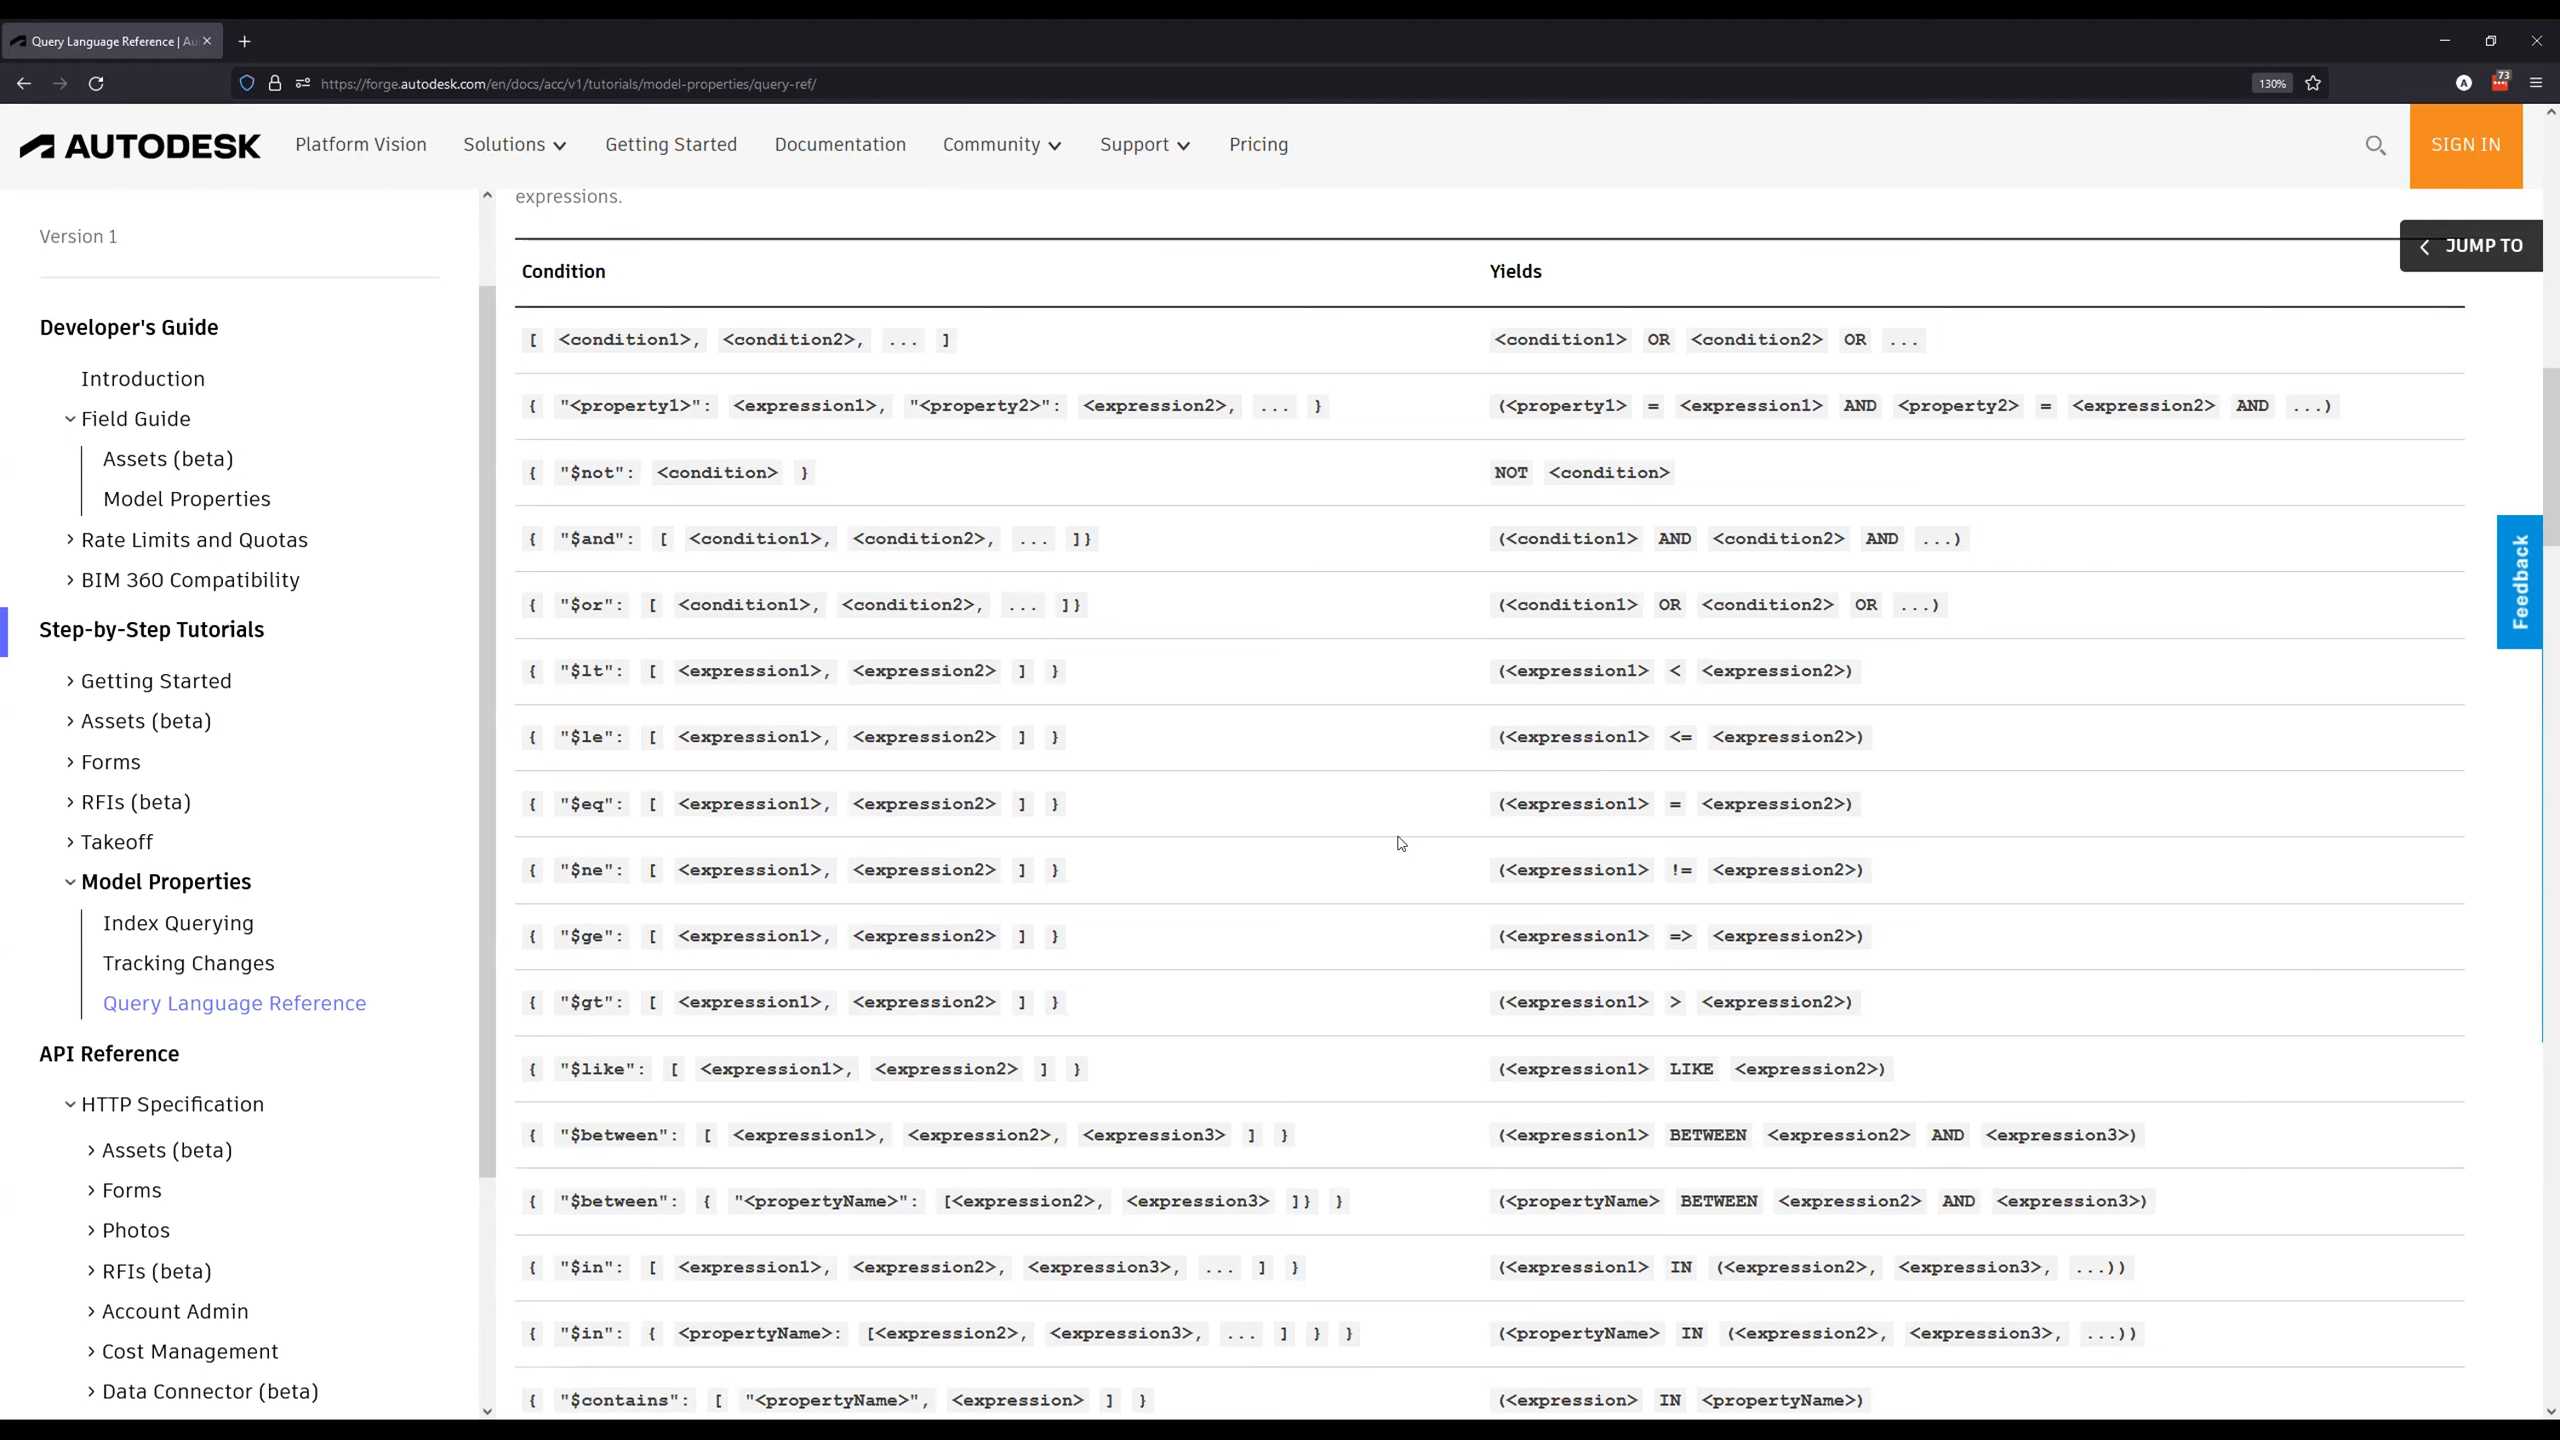 Query Language Reference | Au
https://forge.autodesk.com/en/docs/acc/v1/tutorials/model-properties/query-ref/
130%
A
73
AUTODESK
Platform Vision
Solutions
Getting Started
Documentation
Community
Support
Pricing
SIGN IN
Version 1
Developer's Guide
Introduction
Field Guide
Assets (beta)
Model Properties
Rate Limits and Quotas
BIM 360 Compatibility
Step-by-Step Tutorials
Getting Started
Assets (beta)
Forms
RFIs (beta)
Takeoff
Model Properties
Index Querying
Tracking Changes
Query Language Reference
API Reference
HTTP Specification
Assets (beta)
Forms
Photos
RFIs (beta)
Account Admin
Cost Management
Data Connector (beta)
expressions.
JUMP TO
Condition Yields
[ <condition1>, <condition2>, ... ] <condition1> OR <condition2> OR ...
{ "<property1>": <expression1>, "<property2>": <expression2>, ... } (<property1> = <expression1> AND <property2> = <expression2> AND ...)
{ "$not": <condition> } NOT <condition>
{ "$and": [ <condition1>, <condition2>, ... ]} (<condition1> AND <condition2> AND ...)
{ "$or": [ <condition1>, <condition2>, ... ]} (<condition1> OR <condition2> OR ...)
{ "$lt": [ <expression1>, <expression2> ] } (<expression1> < <expression2>)
{ "$le": [ <expression1>, <expression2> ] } (<expression1> <= <expression2>)
{ "$eq": [ <expression1>, <expression2> ] } (<expression1> = <expression2>)
{ "$ne": [ <expression1>, <expression2> ] } (<expression1> != <expression2>)
{ "$ge": [ <expression1>, <expression2> ] } (<expression1> => <expression2>)
{ "$gt": [ <expression1>, <expression2> ] } (<expression1> > <expression2>)
{ "$like": [ <expression1>, <expression2> ] } (<expression1> LIKE <expression2>)
{ "$between": [ <expression1>, <expression2>, <expression3> ] } (<expression1> BETWEEN <expression2> AND <expression3>)
{ "$between": { "<propertyName>": [<expression2>, <expression3> ]} } (<propertyName> BETWEEN <expression2> AND <expression3>)
{ "$in": [ <expression1>, <expression2>, <expression3>, ... ] } (<expression1> IN (<expression2>, <expression3>, ...))
{ "$in": { <propertyName>: [<expression2>, <expression3>, ... ] } } (<propertyName> IN (<expression2>, <expression3>, ...))
{ "$contains": [ "<propertyName>", <expression> ] } (<expression> IN <propertyName>)
Feedback